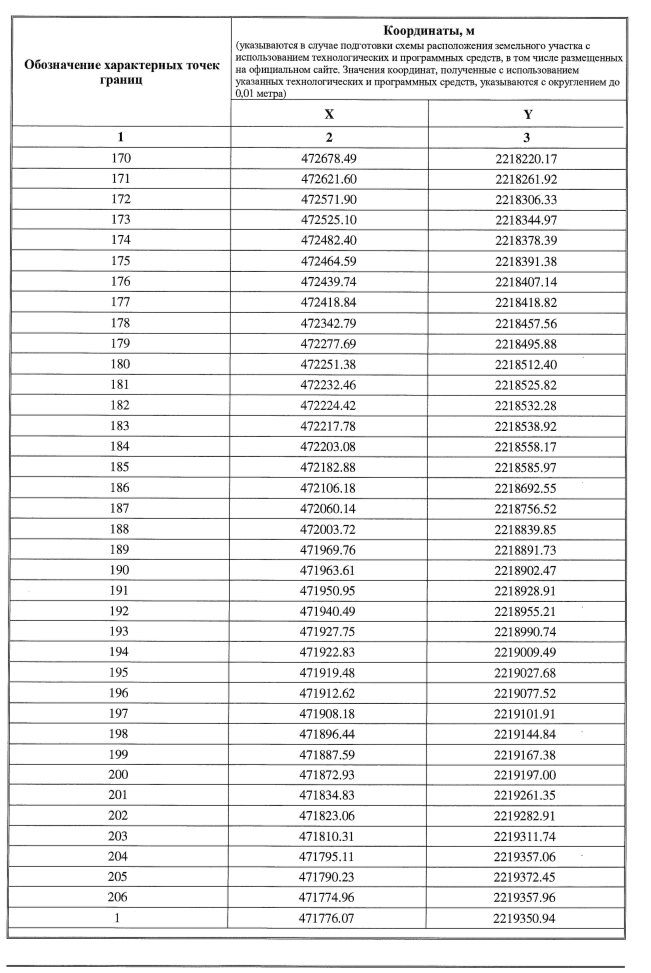 Обозначение характерных точек
границ
Координаты, м
(указываются в случае подготовки схемы расположения земельного участка с
использованием технологических и программных средств, в том числе размещенных
на официальном сайте. Значения координат, полученные с использованием
указанных технологических и программных средств, указываются с округлением до
0,01 метра)
X Y
1 2 3
170 472678.49 2218220.17
171 472621.60 2218261.92
172 472571.90 2218306.33
173 472525.10 2218344.97
174 472482.40 2218378.39
175 472464.59 2218391.38
176 472439.74 2218407.14
177 472418.84 2218418.82
178 472342.79 2218457.56
179 472277.69 2218495.88
180 472251.38 2218512.40
181 472232.46 2218525.82
182 472224.42 2218532.28
183 472217.78 2218538.92
184 472203.08 2218558.17
185 472182.88 2218585.97
186 472106.18 2218692.55
187 472060.14 2218756.52
188 472003.72 2218839.85
189 471969.76 2218891.73
190 471963.61 2218902.47
191 471950.95 2218928.91
192 471940.49 2218955.21
193 471927.75 2218990.74
194 471922.83 2219009.49
195 471919.48 2219027.68
196 471912.62 2219077.52
197 471908.18 2219101.91
198 471896.44 2219144.84
199 471887.59 2219167.38
200 471872.93 2219197.00
201 471834.83 2219261.35
202 471823.06 2219282.91
203 471810.31 2219311.74
204 471795.11 2219357.06
205 471790.23 2219372.45
206 471774.96 2219357.96
1 471776.07 2219350.94